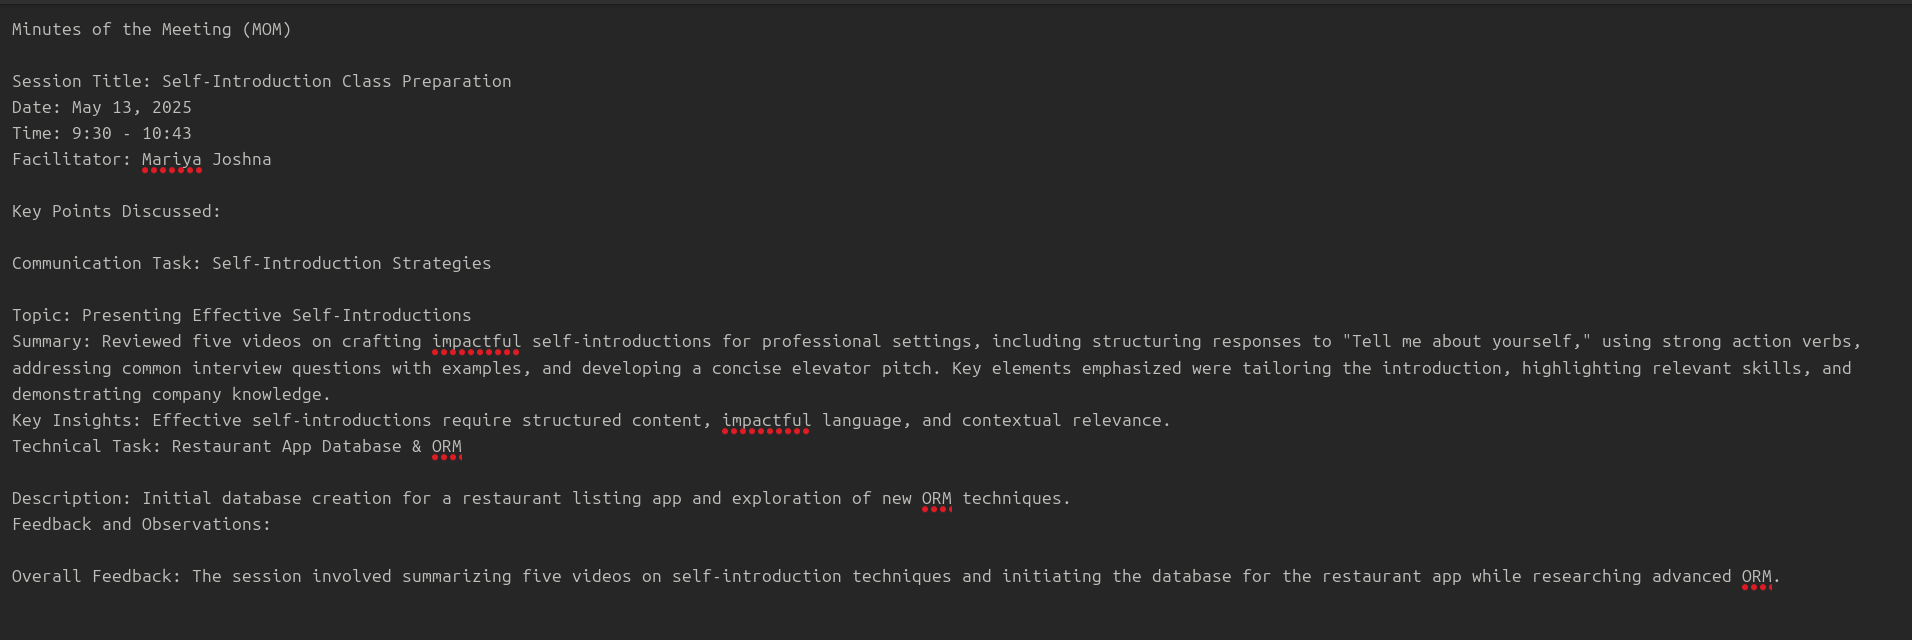 Minutes of the Meeting (MOM)
Session Title: Self-Introduction Class Preparation
Date: May 13, 2025
Time: 9:30 - 10:43
Facilitator: Mariya Joshna
Key Points Discussed:
Communication Task: Self-Introduction Strategies
Topic: Presenting Effective Self-Introductions
Summary: Reviewed five videos on crafting impactful self-introductions for professional settings, including structuring responses to "Tell me about yourself," using strong action verbs,
addressing common interview questions with examples, and developing a concise elevator pitch. Key elements emphasized were tailoring the introduction, highlighting relevant skills, and
demonstrating company knowledge.
Key Insights: Effective self-introductions require structured content, impactful language, and contextual relevance.
Technical Task: Restaurant App Database & ORM
Description: Initial database creation for a restaurant listing app and exploration of new ORM techniques.
Feedback and Observations:
Overall Feedback: The session involved summarizing five videos on self-introduction techniques and initiating the database for the restaurant app while researching advanced ORM.